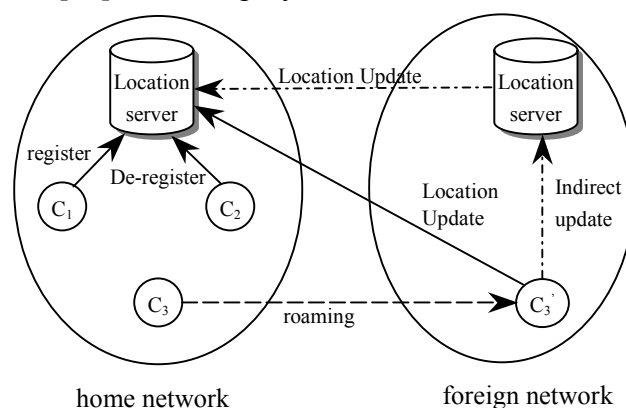 Location
server
Location Update
Location
server
register
De-register
C1
C2
Location
Update
Indirect
update
C3
roaming
C3'
home network
foreign network